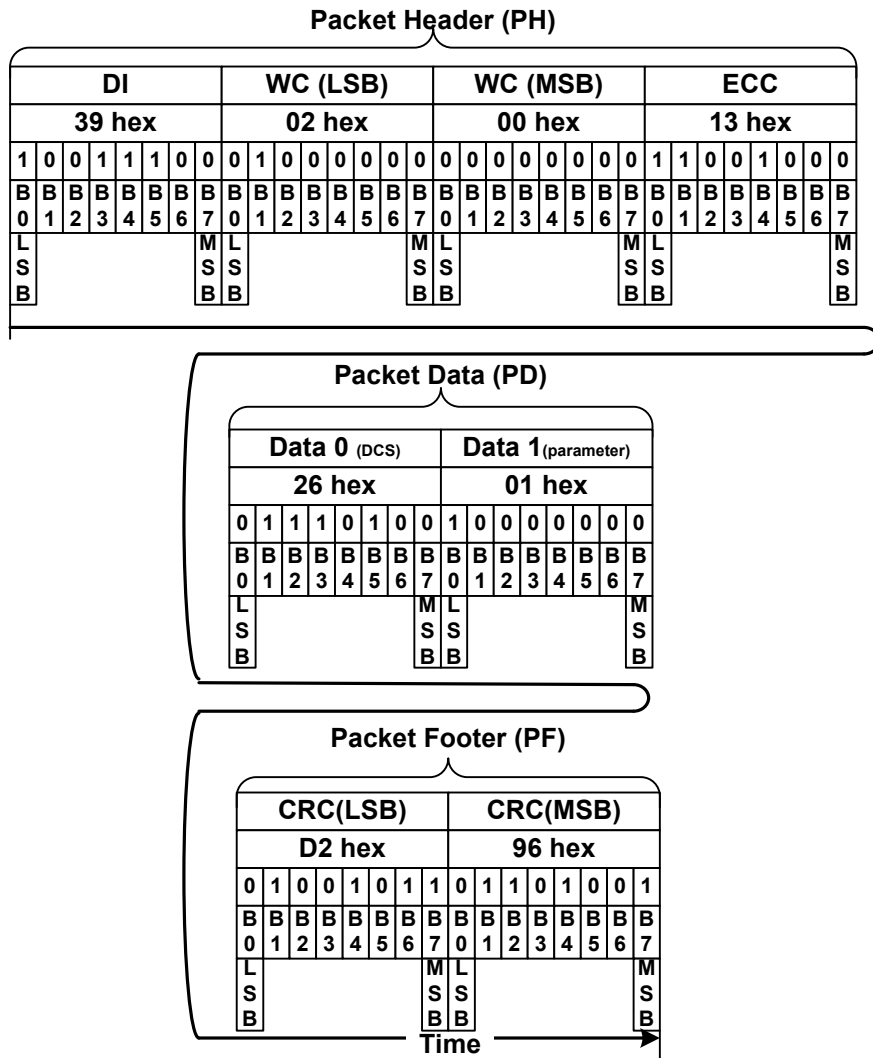 Packet Header (PH)
DI WC (LSB) WC (MSB) ECC
39 hex 02 hex 00 hex 13 hex
1 0 0 1 1 1 0 0 0 1 0 0 0 0 0 0 0 0 0 0 0 0 0 0 1 1 0 0 1 0 0 0
B0 B1 B2 B3 B4 B5 B6 B7 B0 B1 B2 B3 B4 B5 B6 B7 B0 B1 B2 B3 B4 B5 B6 B7 B0 B1 B2 B3 B4 B5 B6 B7
LSB MSB LSB MSB LSB MSB LSB MSB
Packet Data (PD)
Data 0 (DCS) Data 1(parameter)
26 hex 01 hex
0 1 1 1 0 1 0 0 1 0 0 0 0 0 0 0
B0 B1 B2 B3 B4 B5 B6 B7 B0 B1 B2 B3 B4 B5 B6 B7
LSB MSB LSB MSB
Packet Footer (PF)
CRC(LSB) CRC(MSB)
D2 hex 96 hex
0 1 0 0 1 0 1 1 0 1 1 0 1 0 0 1
B0 B1 B2 B3 B4 B5 B6 B7 B0 B1 B2 B3 B4 B5 B6 B7
LSB MSB LSB MSB
Time